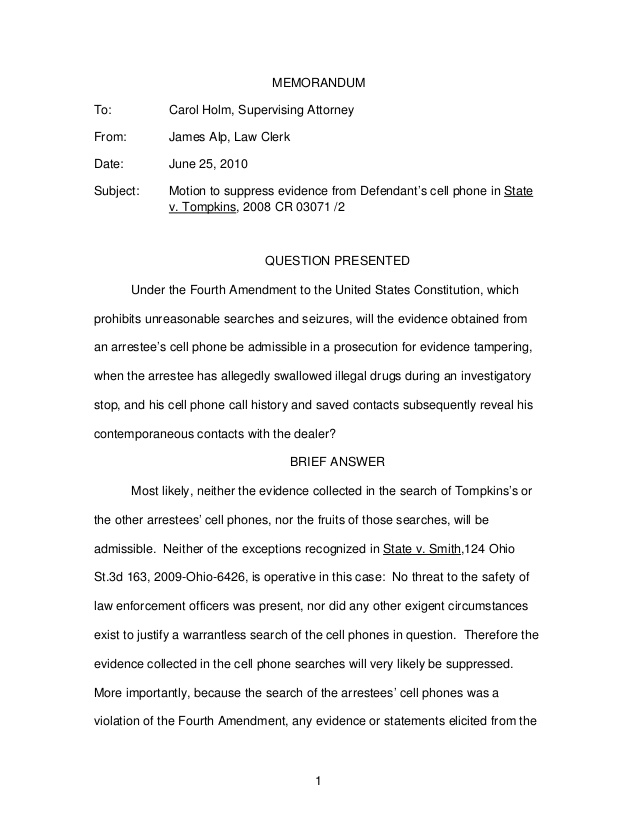 MEMORANDUM
To: Carol Holm, Supervising Attorney
From: James Alp, Law Clerk
Date: June 25, 2010
Subject: Motion to suppress evidence from Defendant's cell phone in State
v. Tompkins, 2008 CR 03071 /2
QUESTION PRESENTED
Under the Fourth Amendment to the United States Constitution, which
prohibits unreasonable searches and seizures, will the evidence obtained from
an arrestee's cell phone be admissible in a prosecution for evidence tampering,
when the arrestee has allegedly swallowed illegal drugs during an investigatory
stop, and his cell phone call history and saved contacts subsequently reveal his
contemporaneous contacts with the dealer?
BRIEF ANSWER
Most likely, neither the evidence collected in the search of Tompkins's or
the other arrestees' cell phones, nor the fruits of those searches, will be
admissible. Neither of the exceptions recognized in State v. Smith,124 Ohio
St.3d 163, 2009-Ohio-6426, is operative in this case: No threat to the safety of
law enforcement officers was present, nor did any other exigent circumstances
exist to justify a warrantless search of the cell phones in question. Therefore the
evidence collected in the cell phone searches will very likely be suppressed.
More importantly, because the search of the arrestees' cell phones was a
violation of the Fourth Amendment, any evidence or statements elicited from the
1